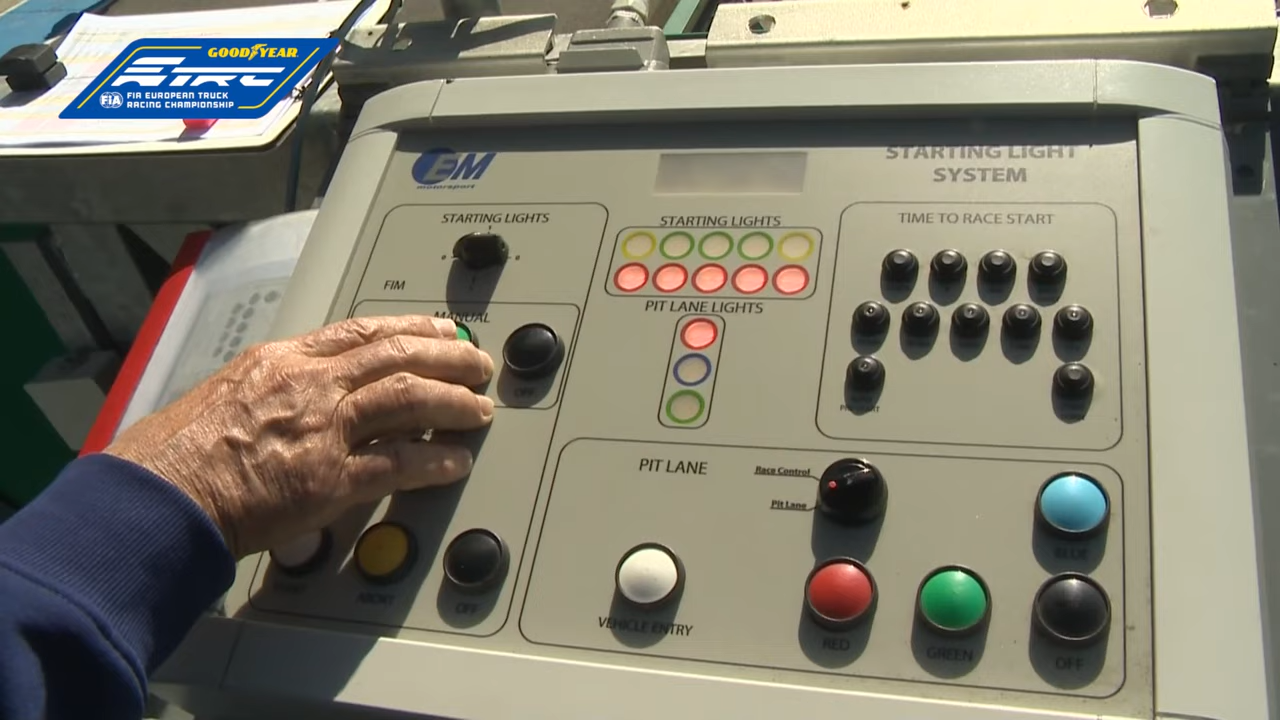 GOODYEAR
ETRC
FIA
FIA EUROPEAN TRUCK
RACING CHAMPIONSHIP
EM
motorsport
STARTING LIGHT
SYSTEM
STARTING LIGHTS
STARTING LIGHTS
TIME TO RACE START
FIM
MANUAL
PIT LANE LIGHTS
OFF
PIT LANE
Race Control
Pit Lane
BLUE
ABORT
OFF
VEHICLE ENTRY
RED
GREEN
OFF